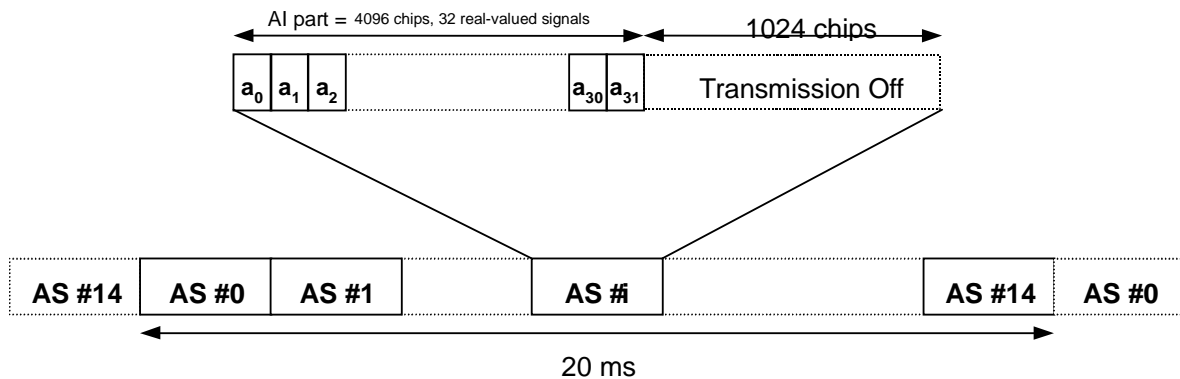 AI part = 4096 chips, 32 real-valued signals
1024 chips
a0 a1 a2 a30 a31 Transmission Off
AS #14 AS #0 AS #1 AS #i AS #14 AS #0
20 ms